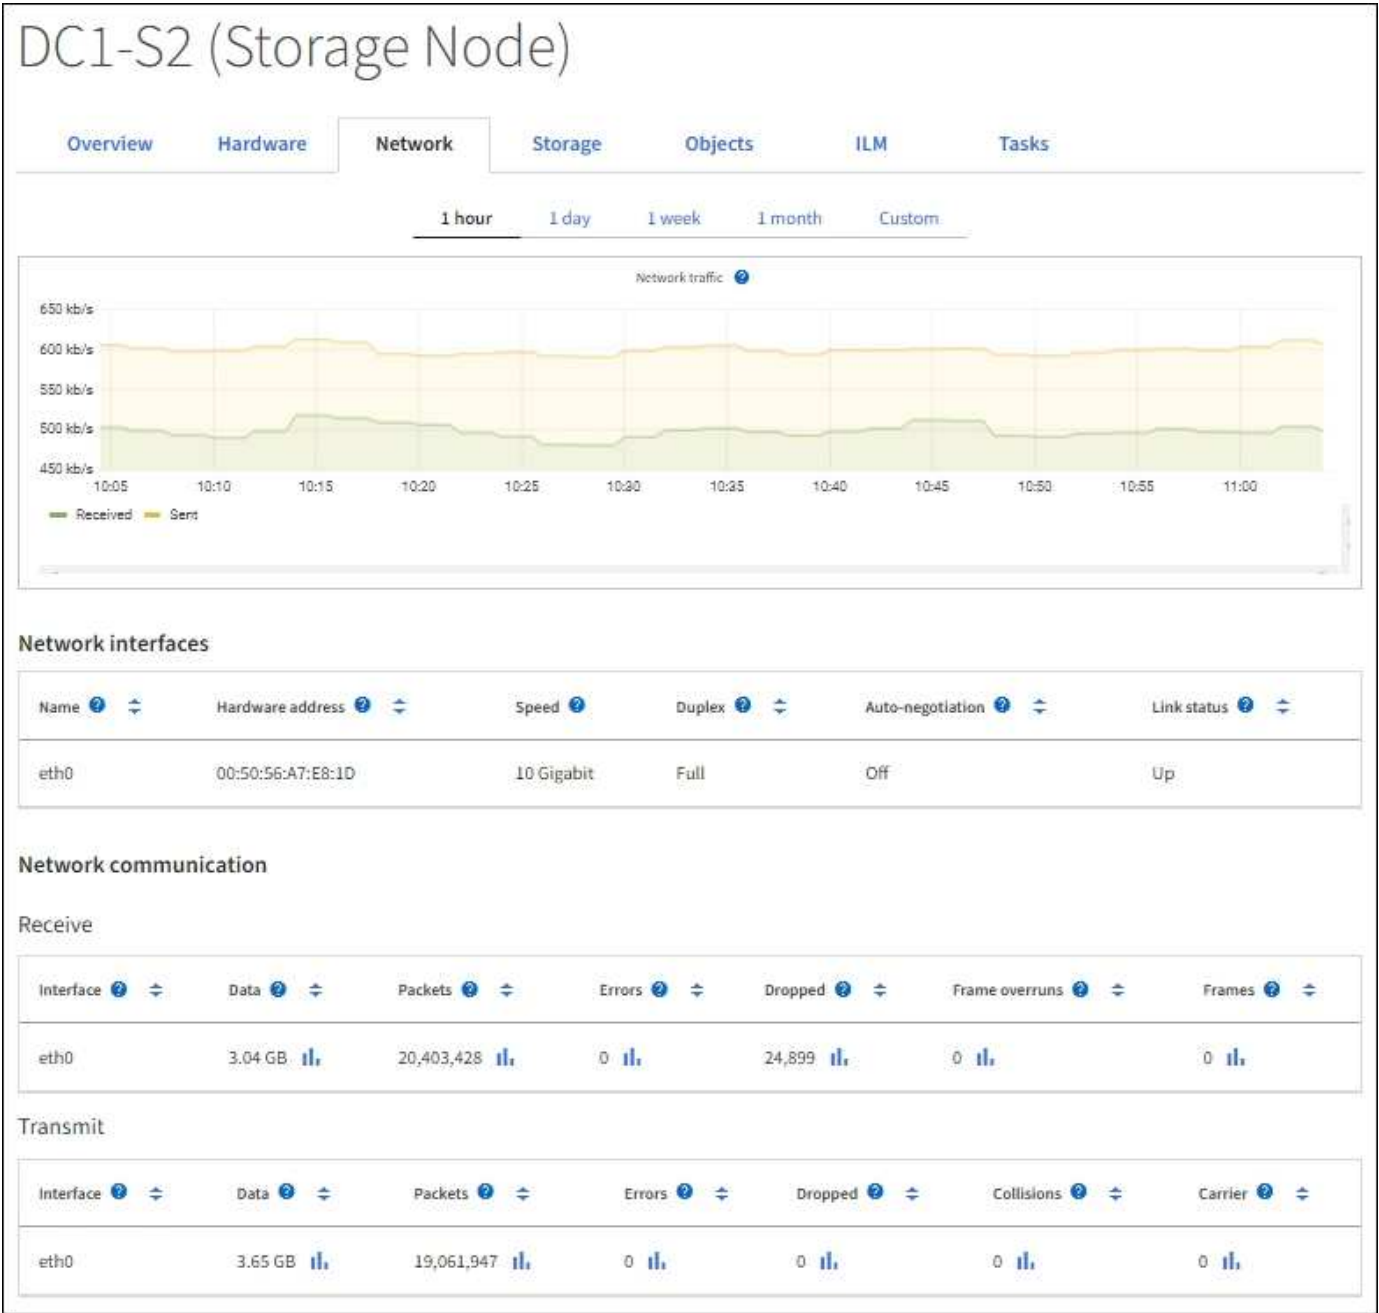 DC1-S2 (Storage Node)
Overview Hardware Network Storage Objects ILM Tasks
1 hour 1 day 1 week 1 month Custom
Network traffic ?
650 kb/s
600 kb/s
550 kb/s
500 kb/s
450 kb/s
10:05 10:10 10:15 10:20 10:25 10:30 10:35 10:40 10:45 10:50 10:55 11:00
Received Sent
Network interfaces
Name ? Hardware address ? Speed ? Duplex ? Auto-negotiation ? Link status ?
eth0 00:50:56:A7:E8:1D 10 Gigabit Full Off Up
Network communication
Receive
Interface ? Data ? Packets ? Errors ? Dropped ? Frame overruns ? Frames ?
eth0 3.04 GB 20,403,428 0 24,899 0 0
Transmit
Interface ? Data ? Packets ? Errors ? Dropped ? Collisions ? Carrier ?
eth0 3.65 GB 19,061,947 0 0 0 0